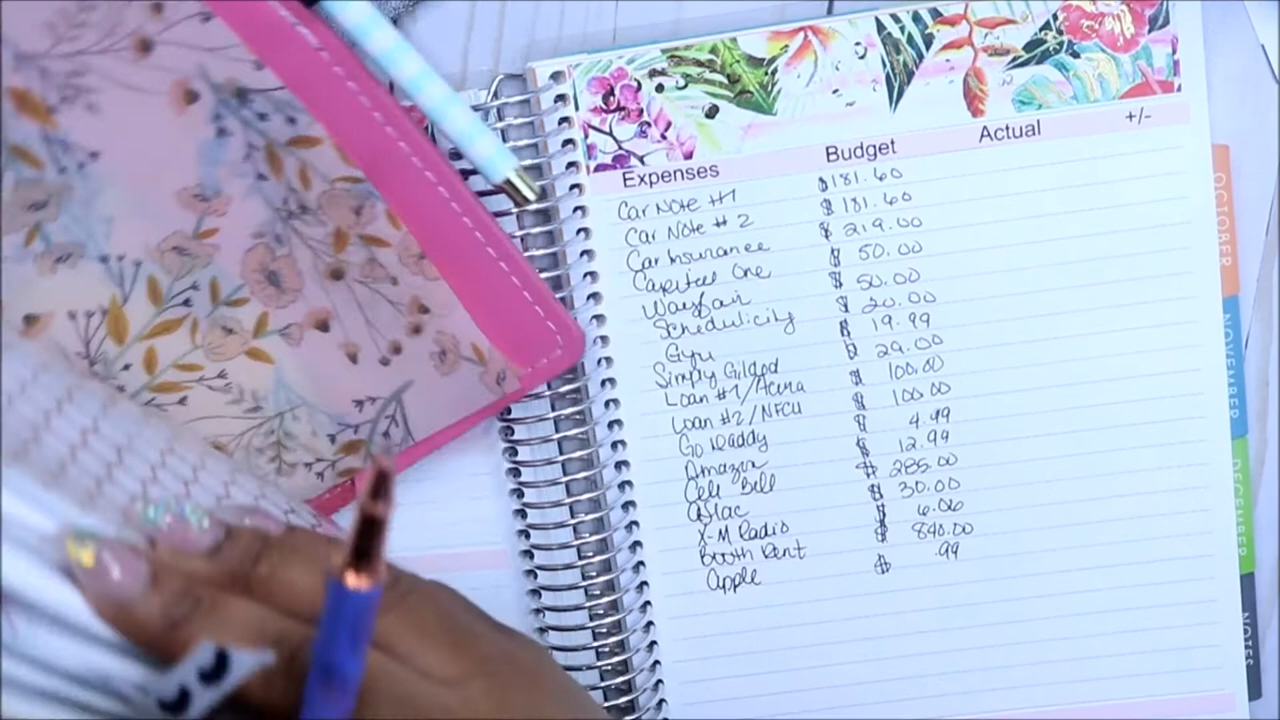 Expenses Budget Actual +/-
Car Note #1 $181.60
Car Note # 2 $181.60
Car Insurance $219.00
Capital One $50.00
Wayfair $50.00
Schedulicity $20.00
Gym $19.99
Simply Gilded $29.00
Loan #1/Acma $100.00
Loan #2/NFCU $100.00
Go Daddy $4.99
Amazon $12.99
Cell Bell $285.00
Aflac $30.00
X-M Radio $6.06
Booth Rent $840.00
Apple $.99
OCTOBER
NOVEMBER
DECEMBER
NOTES